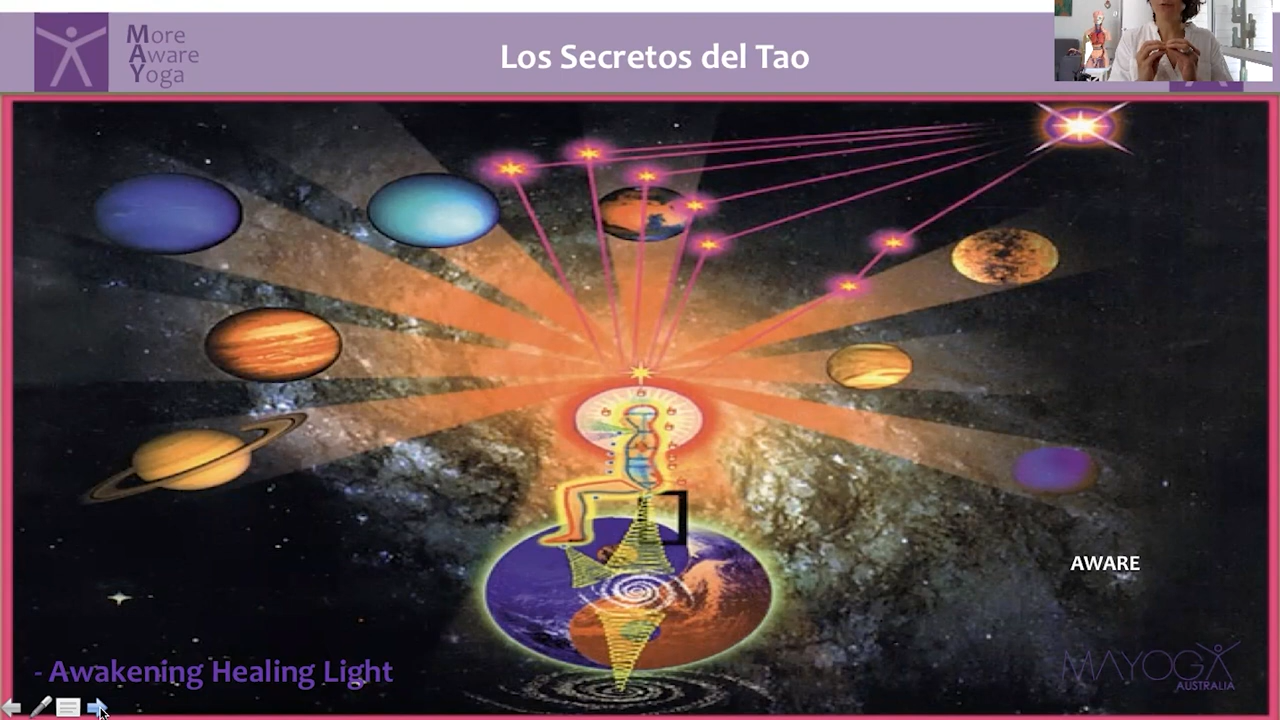 More
Aware
Yoga
Los Secretos del Tao
AWARE
- Awakening Healing Light
MAYOGA
AUSTRALIA